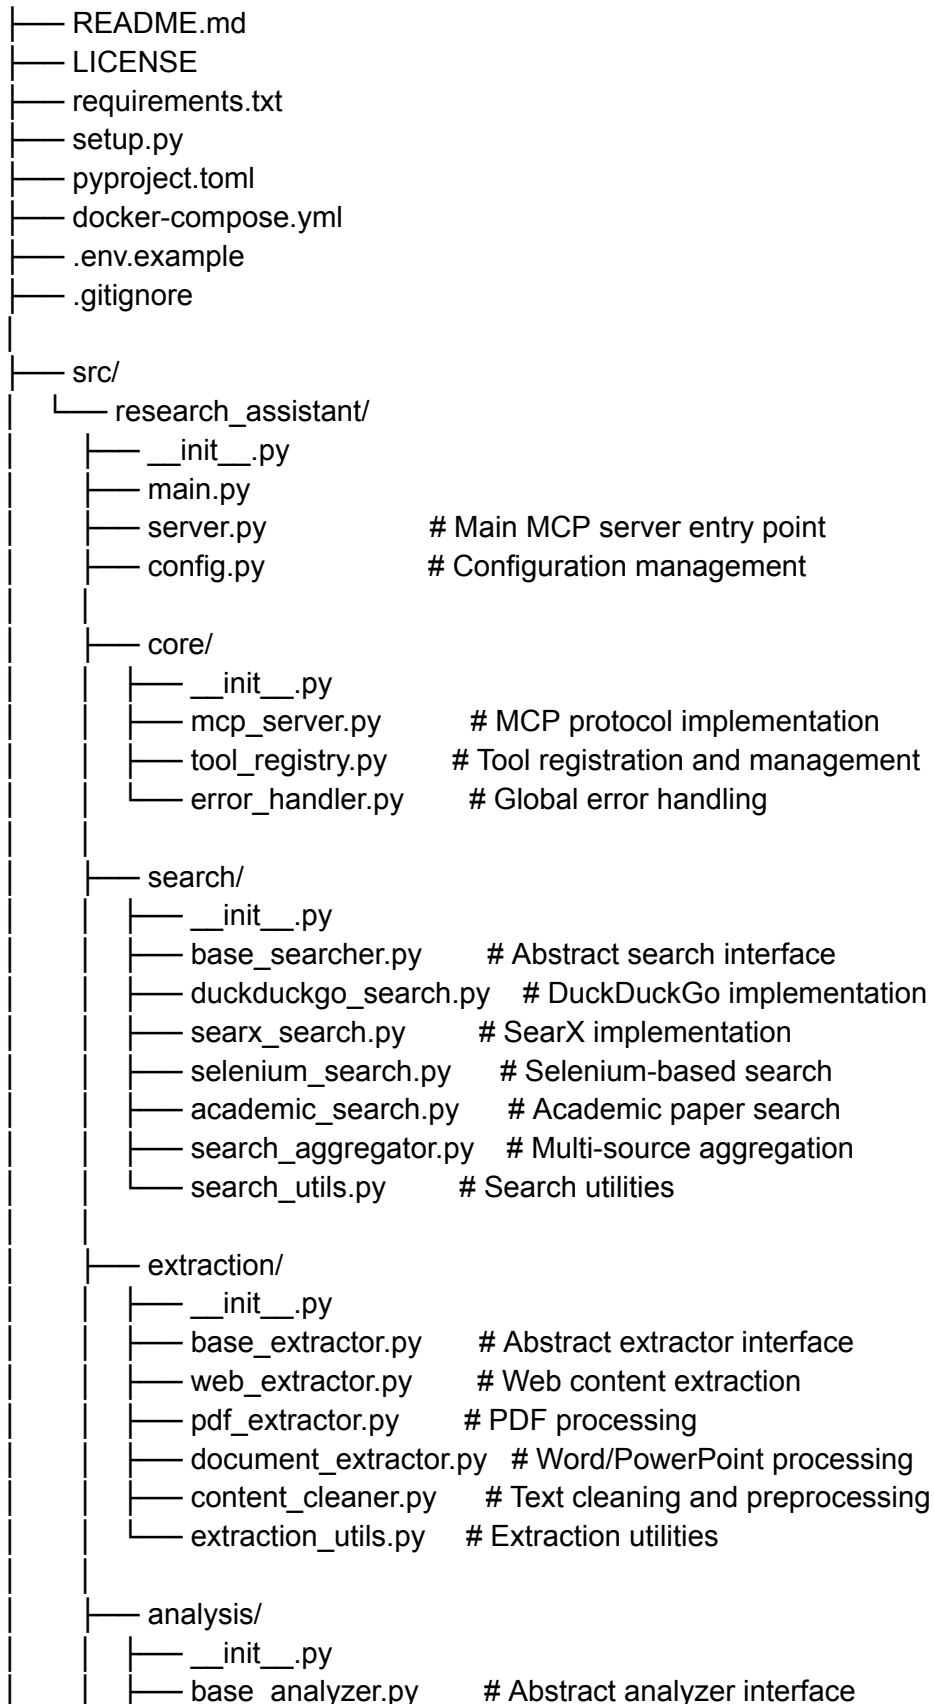 ├── README.md
├── LICENSE
├── requirements.txt
├── setup.py
├── pyproject.toml
├── docker-compose.yml
├── .env.example
├── .gitignore
│
├── src/
│   └── research_assistant/
│       ├── __init__.py
│       ├── main.py
│       ├── server.py                 # Main MCP server entry point
│       ├── config.py                 # Configuration management
│       │
│       ├── core/
│       │   ├── __init__.py
│       │   ├── mcp_server.py         # MCP protocol implementation
│       │   ├── tool_registry.py      # Tool registration and management
│       │   └── error_handler.py      # Global error handling
│       │
│       ├── search/
│       │   ├── __init__.py
│       │   ├── base_searcher.py      # Abstract search interface
│       │   ├── duckduckgo_search.py  # DuckDuckGo implementation
│       │   ├── searx_search.py       # SearX implementation
│       │   ├── selenium_search.py    # Selenium-based search
│       │   ├── academic_search.py    # Academic paper search
│       │   ├── search_aggregator.py  # Multi-source aggregation
│       │   └── search_utils.py       # Search utilities
│       │
│       ├── extraction/
│       │   ├── __init__.py
│       │   ├── base_extractor.py     # Abstract extractor interface
│       │   ├── web_extractor.py      # Web content extraction
│       │   ├── pdf_extractor.py      # PDF processing
│       │   ├── document_extractor.py # Word/PowerPoint processing
│       │   ├── content_cleaner.py    # Text cleaning and preprocessing
│       │   └── extraction_utils.py   # Extraction utilities
│       │
│       ├── analysis/
│       │   ├── __init__.py
│       │   ├── base_analyzer.py      # Abstract analyzer interface